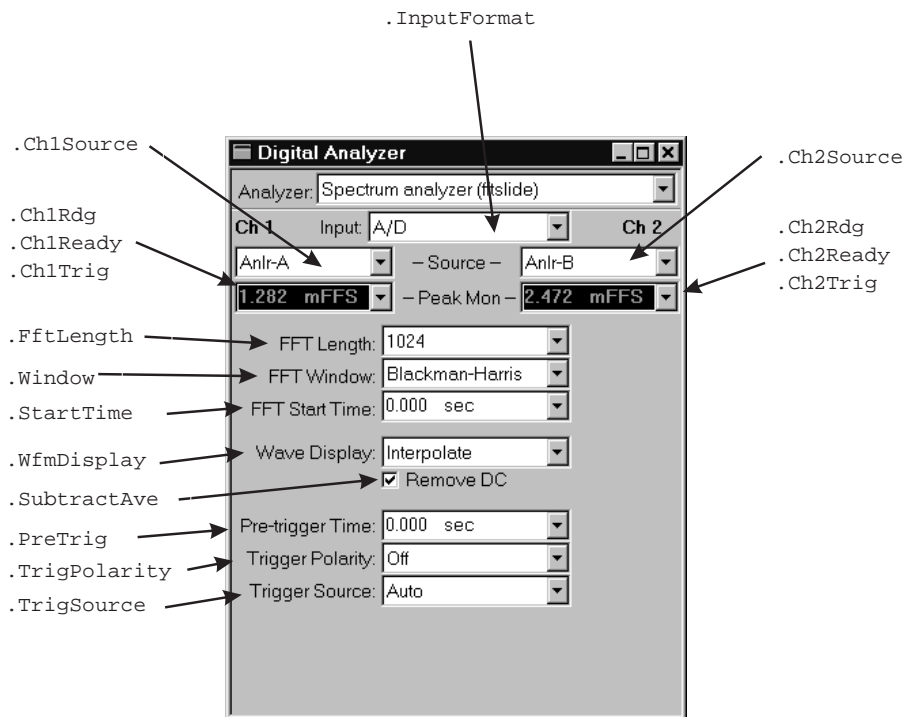 .InputFormat
.Ch1Source
Digital Analyzer
.Ch2Source
Analyzer: Spectrum analyzer (fftslide)
.Ch1Rdg
.Ch1Ready
.Ch1Trig
Ch 1 Input: A/D Ch 2
.Ch2Rdg
.Ch2Ready
.Ch2Trig
Anlr-A – Source – Anlr-B
1.282 mFFS – Peak Mon – 2.472 mFFS
.FftLength
FFT Length: 1024
.Window
FFT Window: Blackman-Harris
.StartTime
FFT Start Time: 0.000 sec
.WfmDisplay
Wave Display: Interpolate
.SubtractAve
Remove DC
.PreTrig
Pre-trigger Time: 0.000 sec
.TrigPolarity
Trigger Polarity: Off
.TrigSource
Trigger Source: Auto